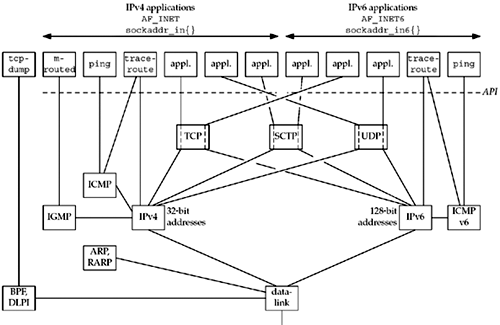 IPv4 applications
AF_INET
sockaddr_in{}
IPv6 applications
AF_INET6
sockaddr_in6{}
tcp-
dump
m-
routed
ping
trace-
route
appl.
appl.
appl.
appl.
appl.
appl.
trace-
route
ping
API
TCP
SCTP
UDP
ICMP
IGMP
IPv4
32-bit
addresses
128-bit
addresses
IPv6
ICMP
v6
ARP,
RARP
BPF,
DLPI
data-
link